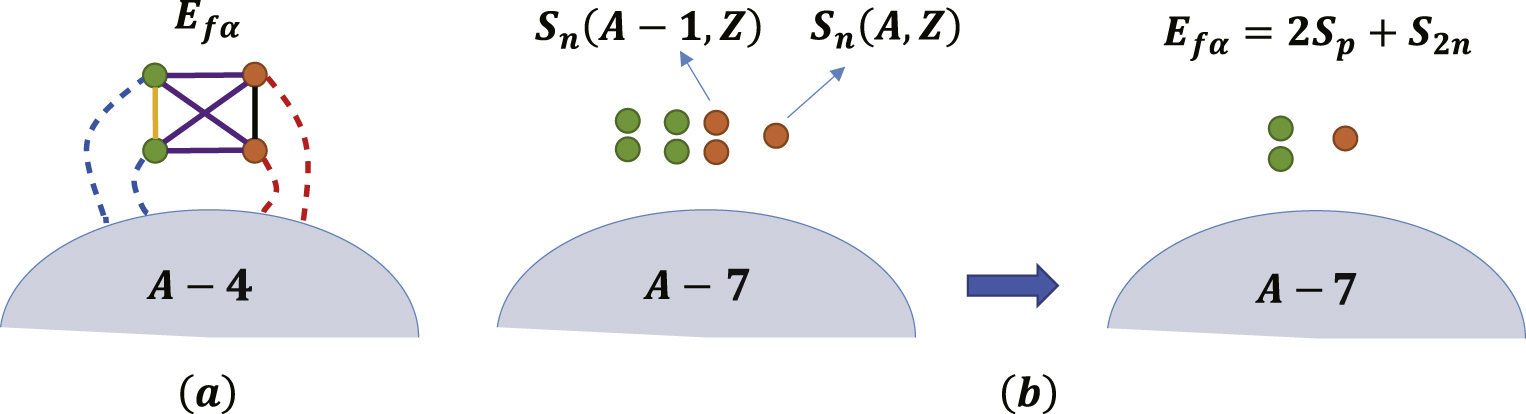 E_{fα}
S_n(A − 1, Z)
S_n(A, Z)
E_{fα} = 2S_p + S_{2n}
A − 4
A − 7
A − 7
(a)
(b)